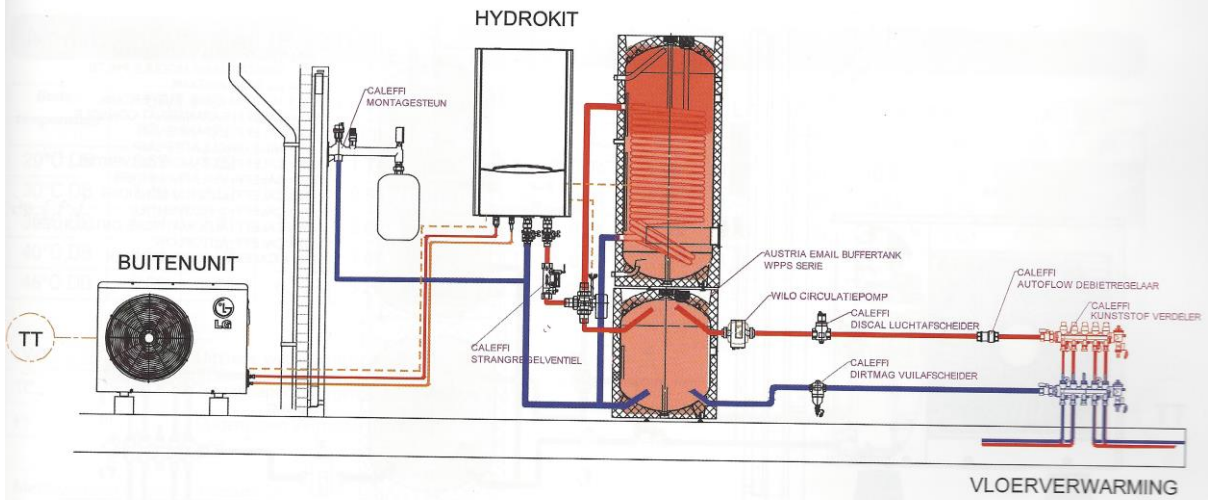 HYDROKIT
CALEFFI
MONTAGESTEUN
BUITENUNIT
LG
TT
CALEFFI
STRANGREGELVENTIEL
AUSTRIA EMAIL BUFFERTANK
WPPS SERIE
WILO CIRCULATIEPOMP
CALEFFI
DISCAL LUCHTAFSCHEIDER
CALEFFI
AUTOFLOW DEBIETREGELAAR
CALEFFI
KUNSTSTOF VERDELER
CALEFFI
DIRTMAG VUILAFSCHEIDER
VLOERVERWARMING